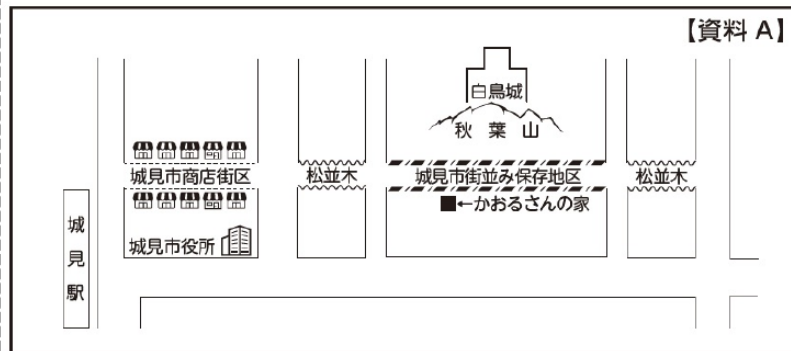 【資料 A】
白鳥城
秋葉山
城見市商店街区
松並木
城見市街並み保存地区
松並木
■←かおるさんの家
城見市役所
城見駅